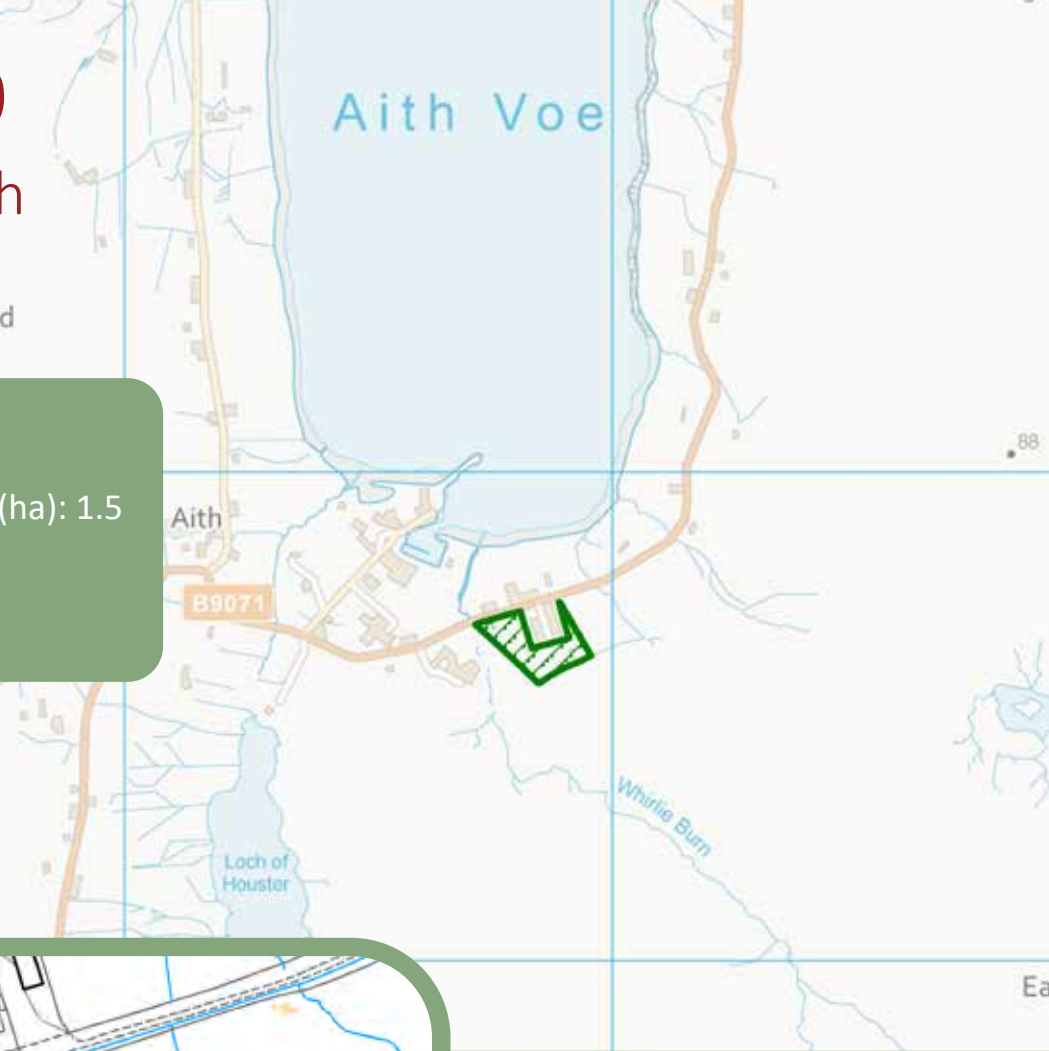 Aith Voe
)
h
d
88
(ha): 1.5
Aith
B9071
Whirlie Burn
Loch of
Houster
Ea